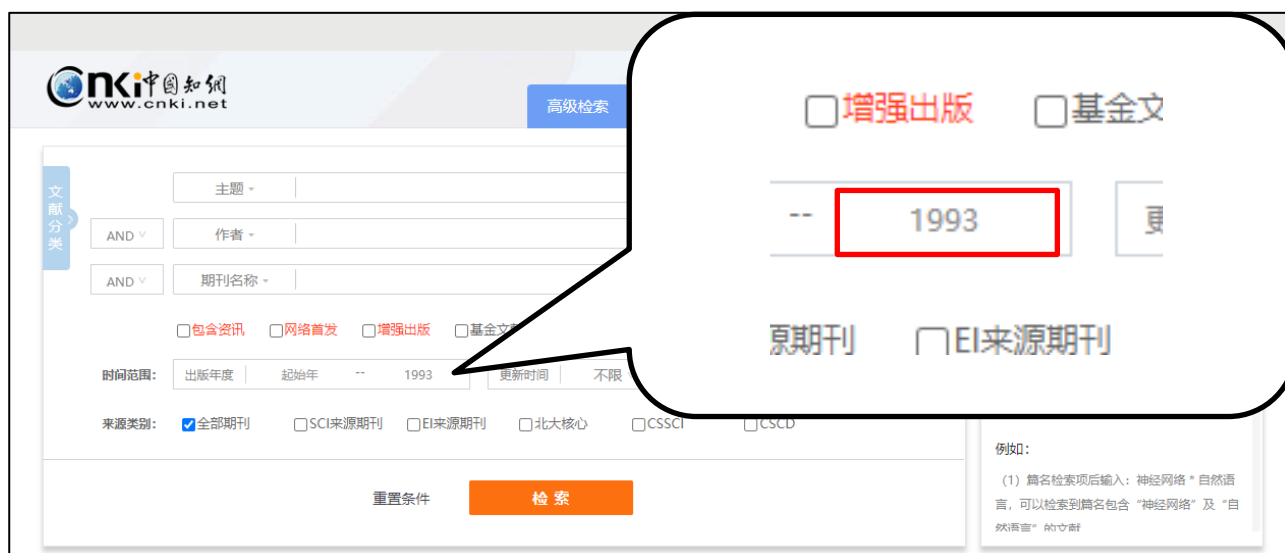 cnki中国知網
www.cnki.net
高级检索
文献分类
主题
AND 作者
AND 期刊名称
包含资讯 网络首发 增强出版 基金文
时间范围: 出版年度 起始年 -- 1993 更新时间 不限
来源类别: 全部期刊 SCI来源期刊 EI来源期刊 北大核心 CSSCI CSCD
重置条件 检索
增强出版 基金文
-- 1993
源期刊 EI来源期刊
例如:
(1) 篇名检索项后输入: 神经网络 * 自然语
言, 可以检索到篇名包含 “神经网络” 及 “自
然语言” 的文献